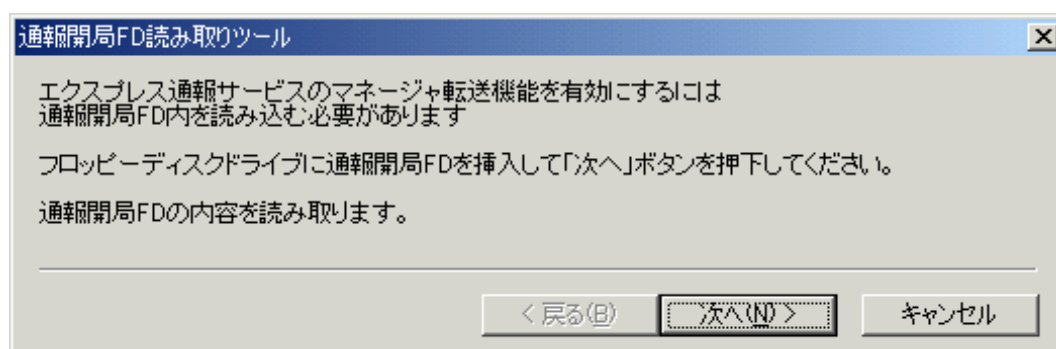 通報開局FD読み取りツール
エクスプレス通報サービスのマネージャ転送機能を有効にするには
通報開局FD内を読み込む必要があります
フロッピーディスクドライブに通報開局FDを挿入して「次へ」ボタンを押下してください。
通報開局FDの内容を読み取ります。
< 戻る(B) 次へ(N) > キャンセル